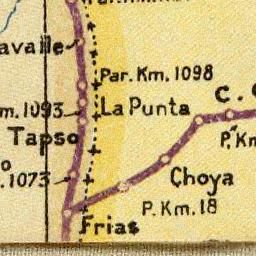 avalle
Par. Km. 1098
m. 1093
La Punta
C. C
Tapso
P. Km
. 1073
Choya
P. Km. 18
Frias